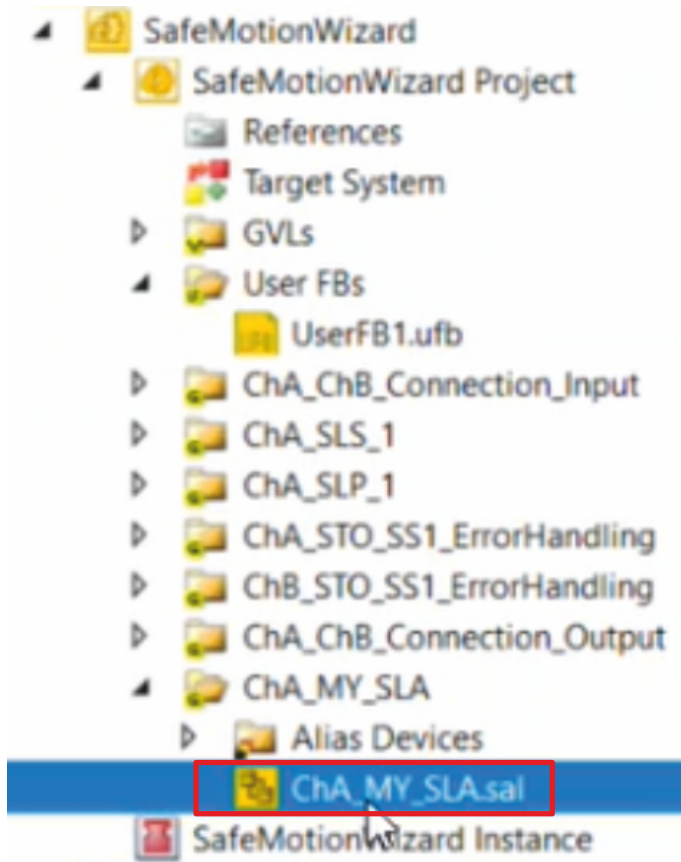 SafeMotionWizard
SafeMotionWizard Project
References
Target System
GVLs
User FBs
UserFB1.ufb
ChA_ChB_Connection_Input
ChA_SLS_1
ChA_SLP_1
ChA_STO_SS1_ErrorHandling
ChB_STO_SS1_ErrorHandling
ChA_ChB_Connection_Output
ChA_MY_SLA
Alias Devices
ChA_MY_SLA.sal
SafeMotionWizard Instance